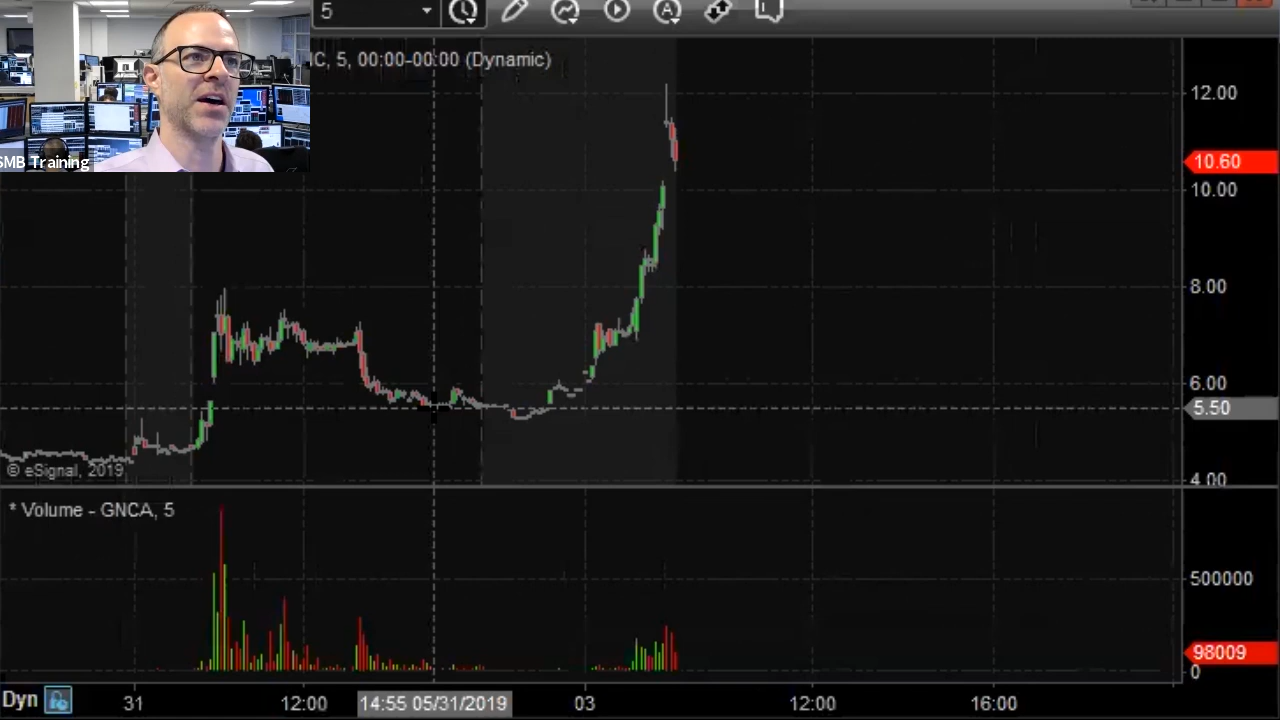 5
A
IC, 5, 00:00-00:00 (Dynamic)
SMB Training
12.00
10.60
10.00
8.00
6.00
5.50
4.00
© eSignal, 2019
* Volume - GNCA, 5
500000
98009
0
Dyn
31
12:00
14:55 05/31/2019
03
12:00
16:00